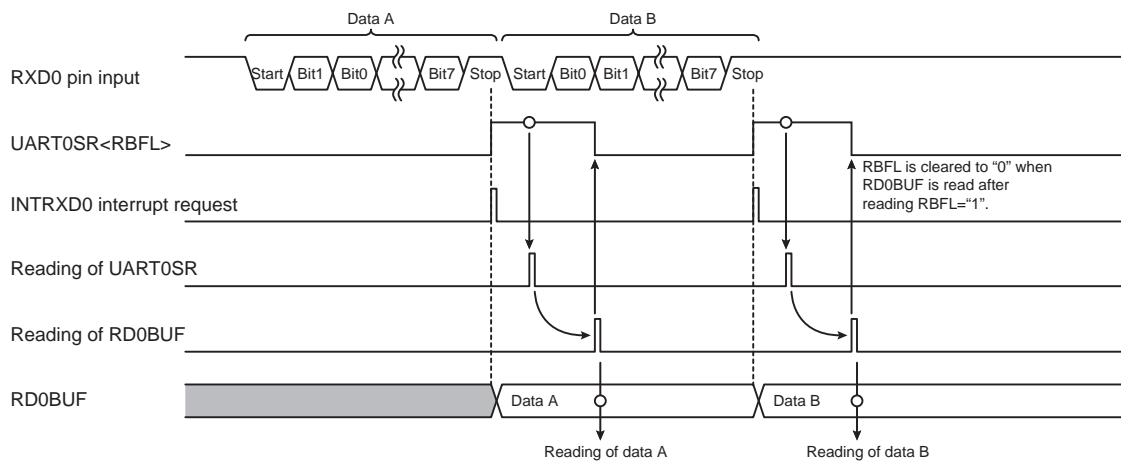 Data A
Data B
RXD0 pin input
Start Bit1 Bit0 Bit7 Stop Start Bit0 Bit1 Bit7 Stop
UART0SR<RBFL>
RBFL is cleared to “0” when
RD0BUF is read after
reading RBFL=“1”.
INTRXD0 interrupt request
Reading of UART0SR
Reading of RD0BUF
RD0BUF
Data A
Data B
Reading of data A
Reading of data B